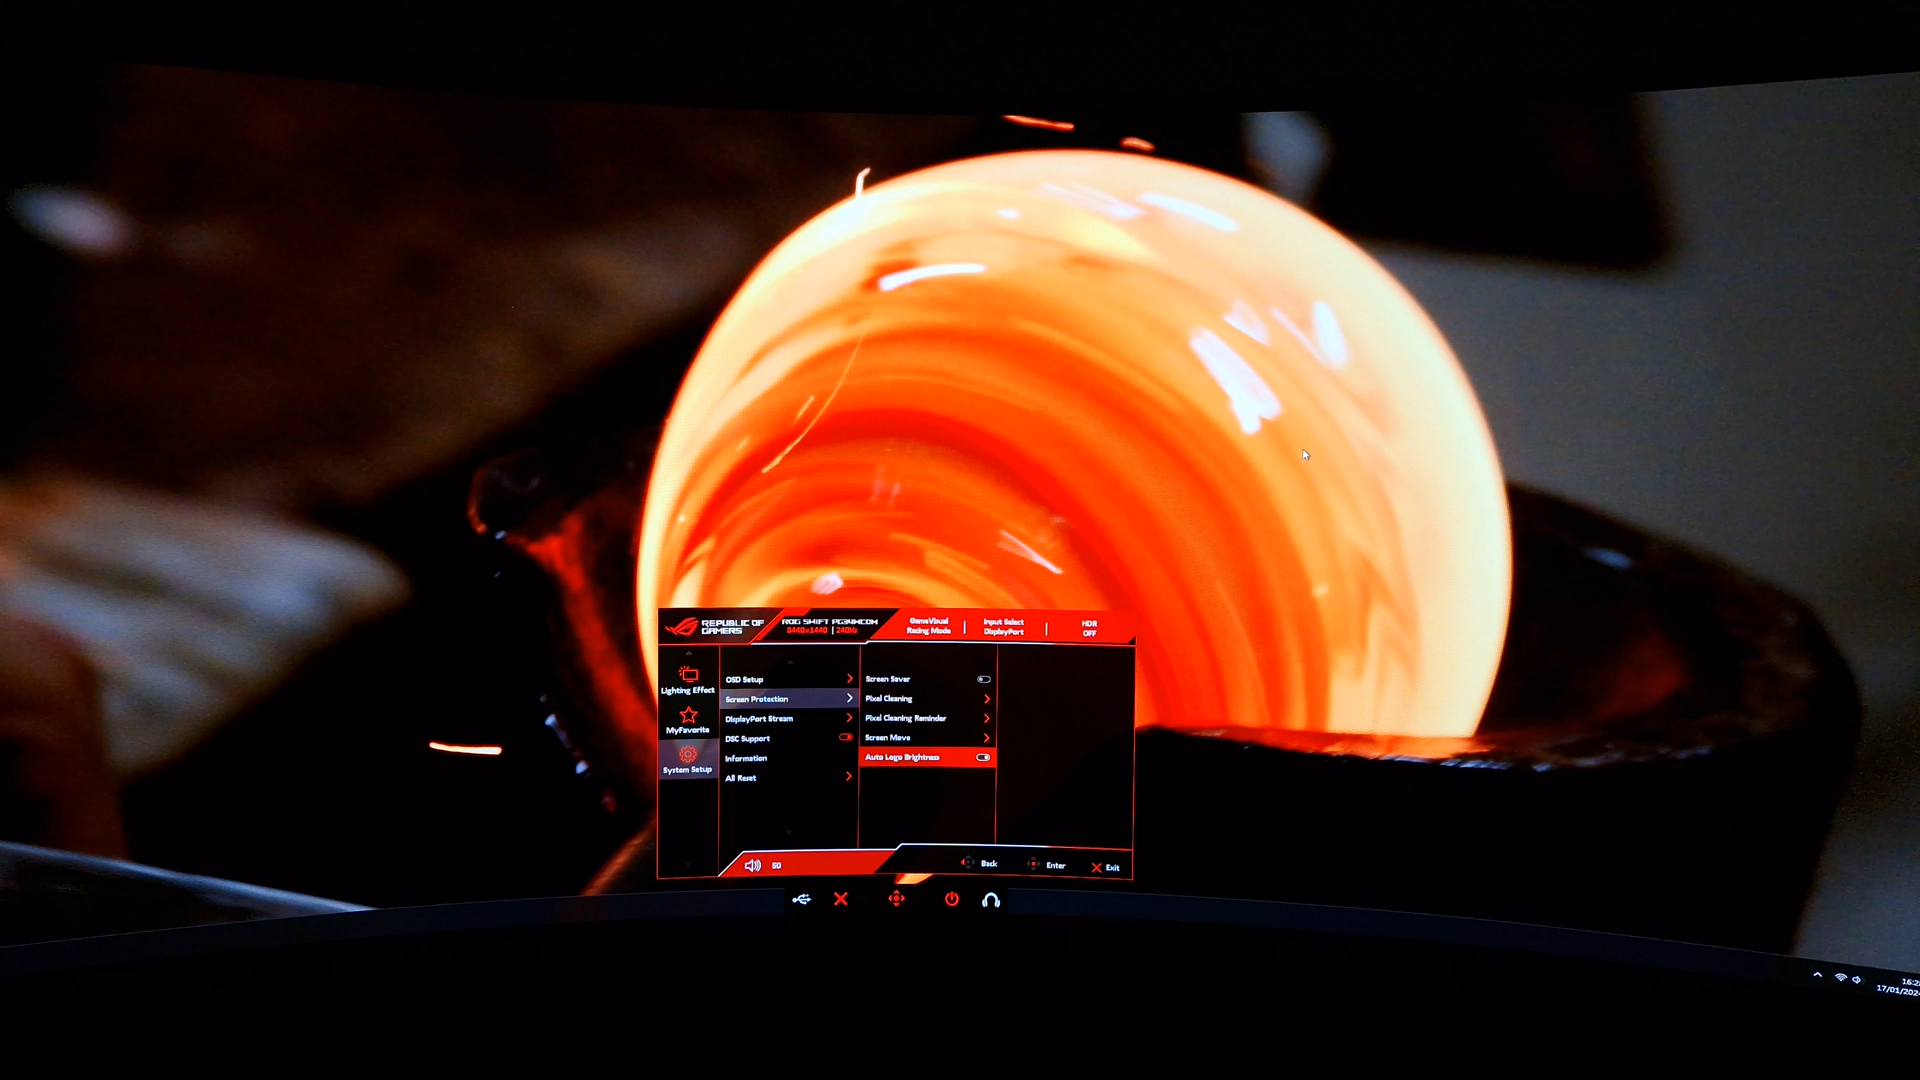 REPUBLIC OF
GAMERS
ROG SWIFT PG34WCDM
3440x1440 | 240Hz
GameVisual
Racing Mode
Input Select
DisplayPort
HDR
OFF
Lighting Effect
MyFavorite
System Setup
OSD Setup
Screen Protection
DisplayPort Stream
DSC Support
Information
All Reset
Screen Saver
Pixel Cleaning
Pixel Cleaning Reminder
Screen Move
Auto Logo Brightness
50
Back
Enter
Exit